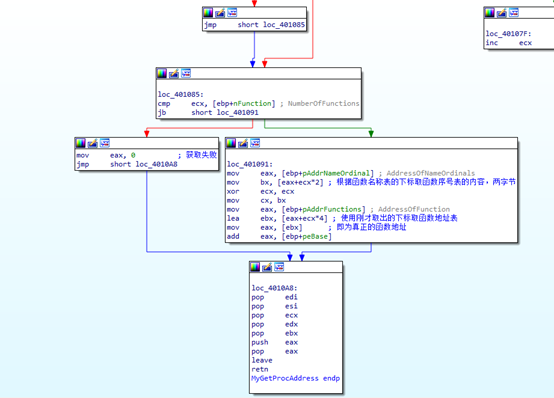 jmp     short loc_401085
loc_40107F:
inc     ecx
loc_401085:
cmp     ecx, [ebp+nFunction] ; NumberOfFunctions
jb      short loc_401091
mov     eax, 0          ; 获取失败
jmp     short loc_4010A8
loc_401091:
mov     eax, [ebp+pAddrNameOrdinal] ; AddressOfNameOrdinals
mov     bx, [eax+ecx*2] ; 根据函数名称表的下标取函数序号表的内容，两字节
xor     ecx, ecx
mov     cx, bx
mov     eax, [ebp+pAddrFunctions] ; AddressOfFunction
lea     ebx, [eax+ecx*4] ; 使用刚才取出的下标取函数地址表
mov     eax, [ebx]      ; 即为真正的函数地址
add     eax, [ebp+peBase]
loc_4010A8:
pop     edi
pop     esi
pop     ecx
pop     edx
pop     ebx
push    eax
pop     eax
leave
retn
MyGetProcAddress endp